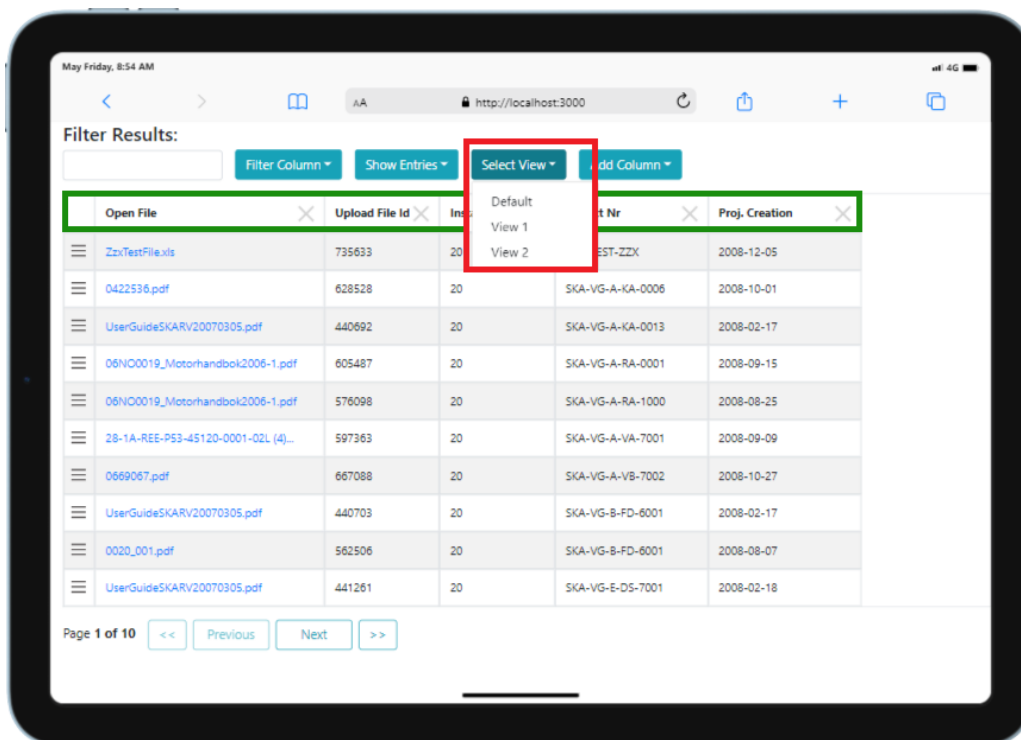 May Friday, 8:54 AM 4G
AA http://localhost:3000
Filter Results:
Filter Column Show Entries Select View Add Column
Default
View 1
View 2
Open File Upload File Id Proj. Creation
ZzxTestFile.xls 735633 20 2008-12-05
0422536.pdf 628528 20 SKA-VG-A-KA-0006 2008-10-01
UserGuideSKARV20070305.pdf 440692 20 SKA-VG-A-KA-0013 2008-02-17
06NO0019_Motorhandbok2006-1.pdf 605487 20 SKA-VG-A-RA-0001 2008-09-15
06NO0019_Motorhandbok2006-1.pdf 576098 20 SKA-VG-A-RA-1000 2008-08-25
28-1A-REE-P53-45120-0001-02L (4)... 597363 20 SKA-VG-A-VA-7001 2008-09-09
0669067.pdf 667088 20 SKA-VG-A-VB-7002 2008-10-27
UserGuideSKARV20070305.pdf 440703 20 SKA-VG-B-FD-6001 2008-02-17
0020_001.pdf 562506 20 SKA-VG-B-FD-6001 2008-08-07
UserGuideSKARV20070305.pdf 441261 20 SKA-VG-E-DS-7001 2008-02-18
Page 1 of 10 << Previous Next >>